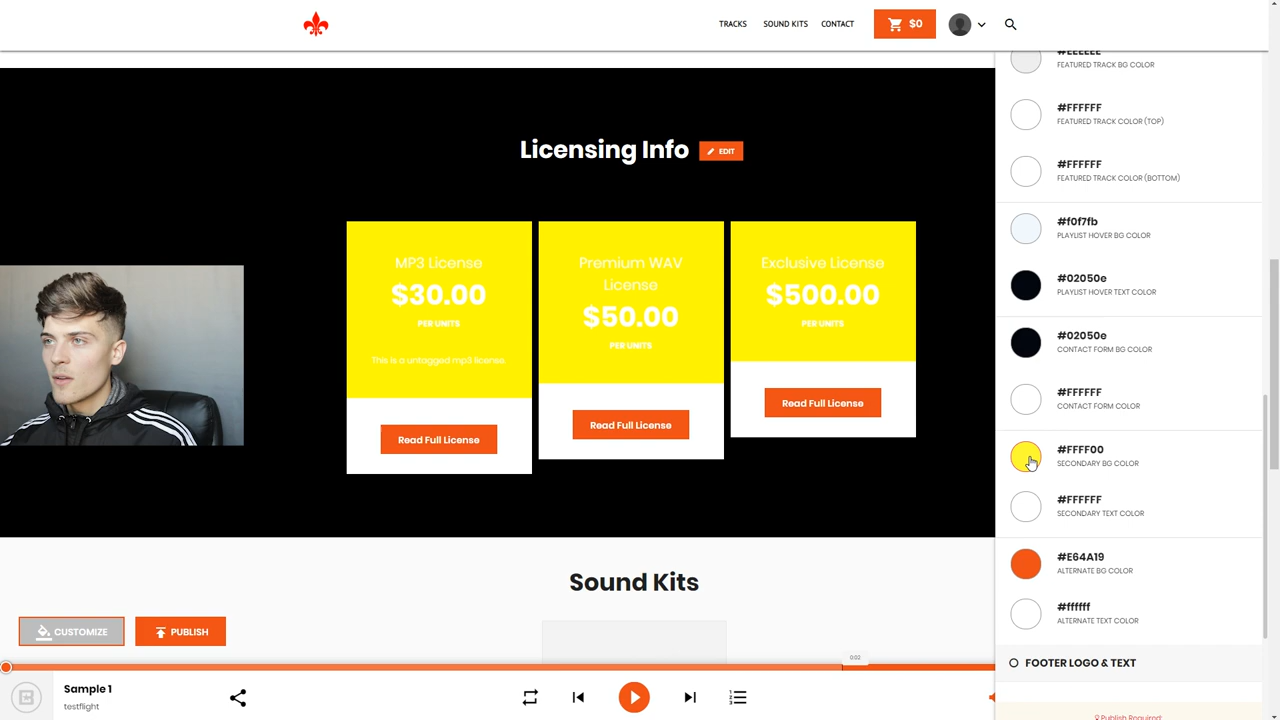 TRACKS SOUND KITS CONTACT $0
#EEEEEE
FEATURED TRACK BG COLOR
#FFFFFF
FEATURED TRACK COLOR (TOP)
#FFFFFF
FEATURED TRACK COLOR (BOTTOM)
#f0f7fb
PLAYLIST HOVER BG COLOR
#02050e
PLAYLIST HOVER TEXT COLOR
#02050e
CONTACT FORM BG COLOR
#FFFFFF
CONTACT FORM COLOR
#FFFF00
SECONDARY BG COLOR
#FFFFFF
SECONDARY TEXT COLOR
#E64A19
ALTERNATE BG COLOR
#ffffff
ALTERNATE TEXT COLOR
FOOTER LOGO & TEXT
Publish Required:
Licensing Info EDIT
MP3 License
$30.00
PER UNITS
This is a untagged mp3 license.
Read Full License
Premium WAV
License
$50.00
PER UNITS
Read Full License
Exclusive License
$500.00
PER UNITS
Read Full License
Sound Kits
CUSTOMIZE PUBLISH
0:02
Sample 1
testflight